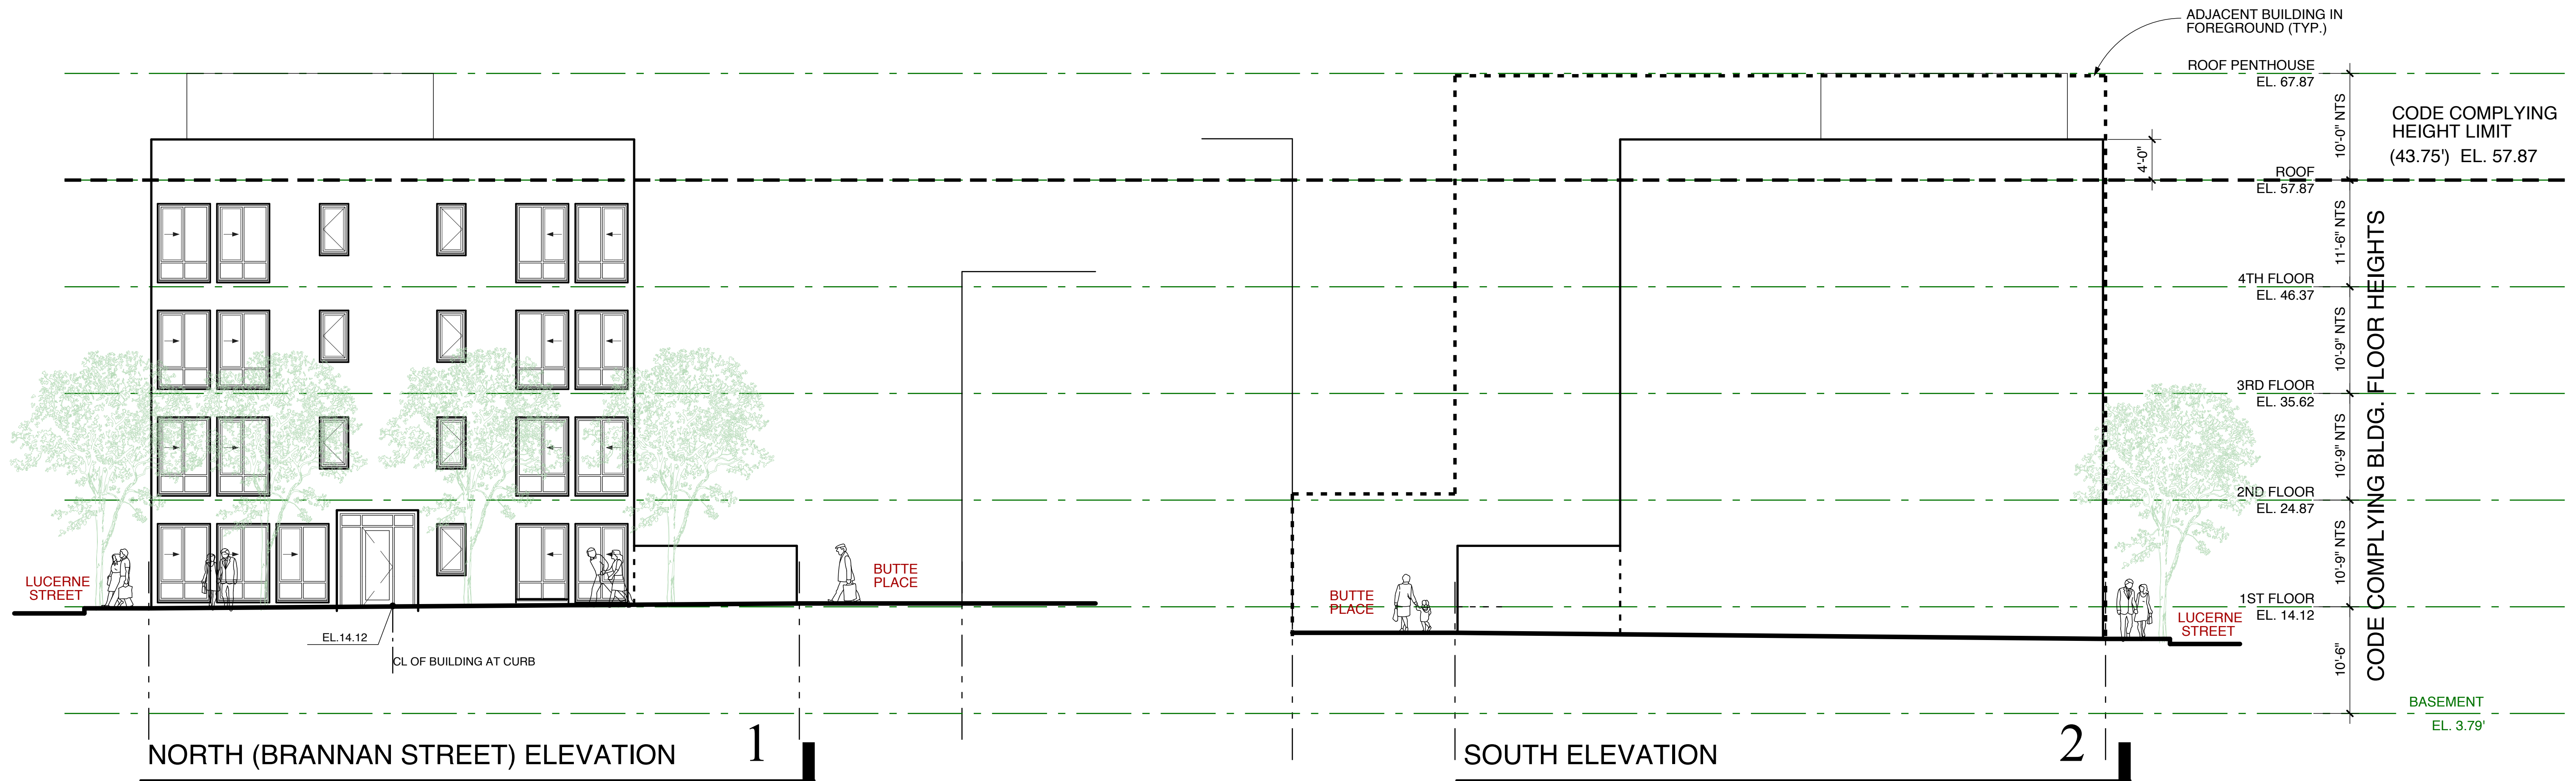 ADJACENT BUILDING IN
FOREGROUND (TYP.)
ROOF PENTHOUSE
EL. 67.87
10'-0" NTS
CODE COMPLYING
HEIGHT LIMIT
(43.75') EL. 57.87
4'-0"
ROOF
EL. 57.87
11'-6" NTS
4TH FLOOR
EL. 46.37
10'-9" NTS
3RD FLOOR
EL. 35.62
10'-9" NTS
2ND FLOOR
EL. 24.87
10'-9" NTS
1ST FLOOR
EL. 14.12
10'-6"
CODE COMPLYING BLDG. FLOOR HEIGHTS
BASEMENT
EL. 3.79'
LUCERNE
STREET
BUTTE
PLACE
BUTTE
PLACE
LUCERNE
STREET
EL.14.12
CL OF BUILDING AT CURB
NORTH (BRANNAN STREET) ELEVATION
1
SOUTH ELEVATION
2